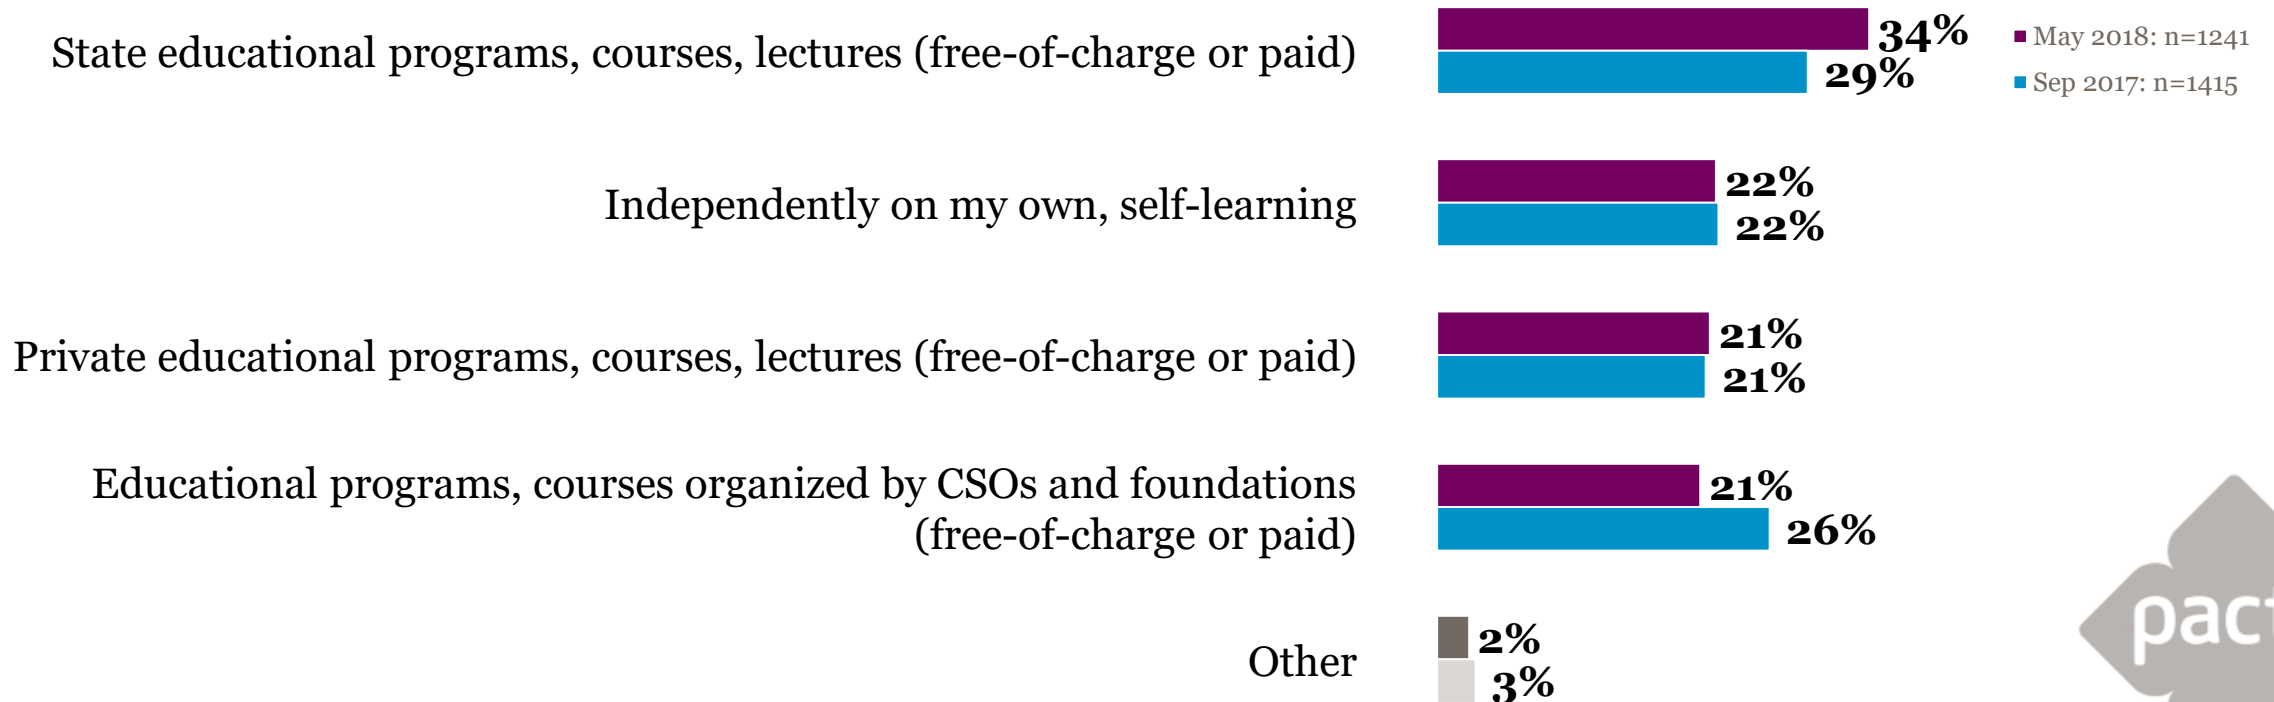 State educational programs, courses, lectures (free-of-charge or paid)
34%
29%
May 2018: n=1241
Sep 2017: n=1415
Independently on my own, self-learning
22%
22%
Private educational programs, courses, lectures (free-of-charge or paid)
21%
21%
Educational programs, courses organized by CSOs and foundations
(free-of-charge or paid)
21%
26%
Other
2%
3%
pact